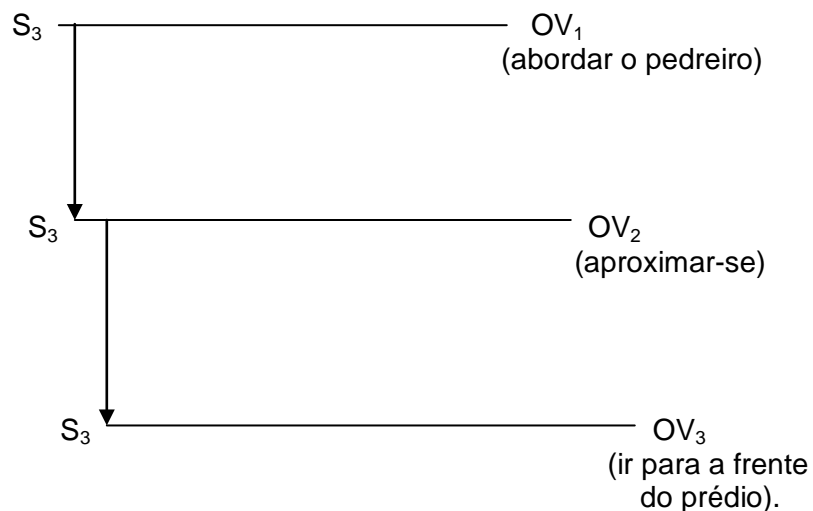 S₃ OV₁
(abordar o pedreiro)
S₃ OV₂
(aproximar-se)
S₃ OV₃
(ir para a frente
do prédio).